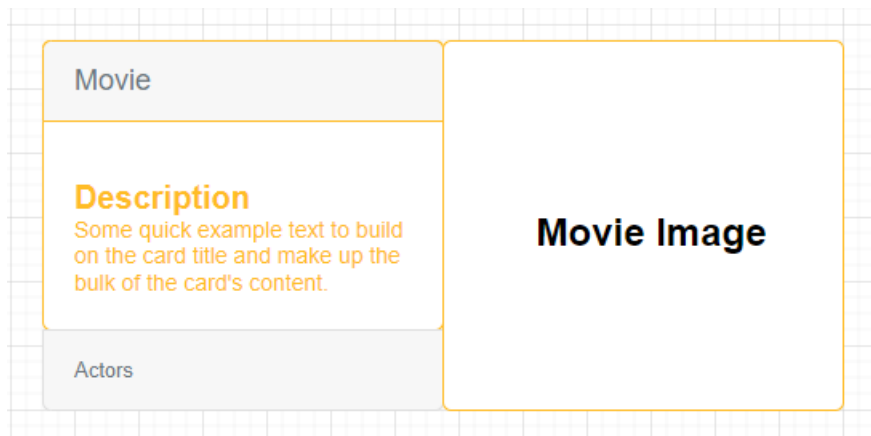 Movie
Description
Some quick example text to build
on the card title and make up the
bulk of the card's content.
Actors
Movie Image